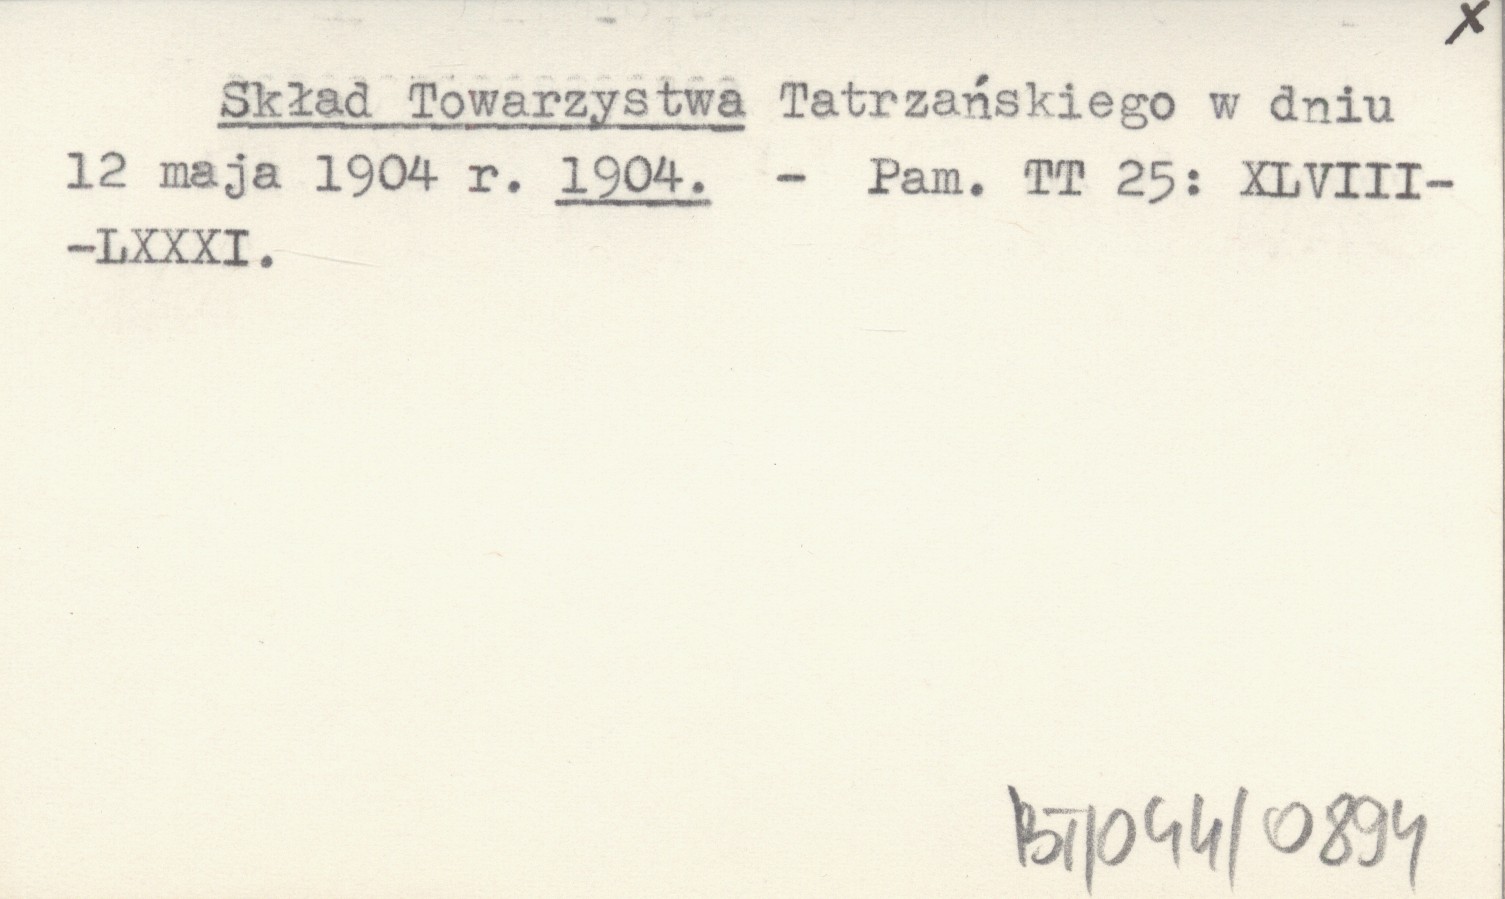 x
Skład Towarzystwa Tatrzańskiego w dniu
12 maja 1904 r. 1904. - Pam. TT 25: XLVIII-
-LXXXI.
BT/044/0894